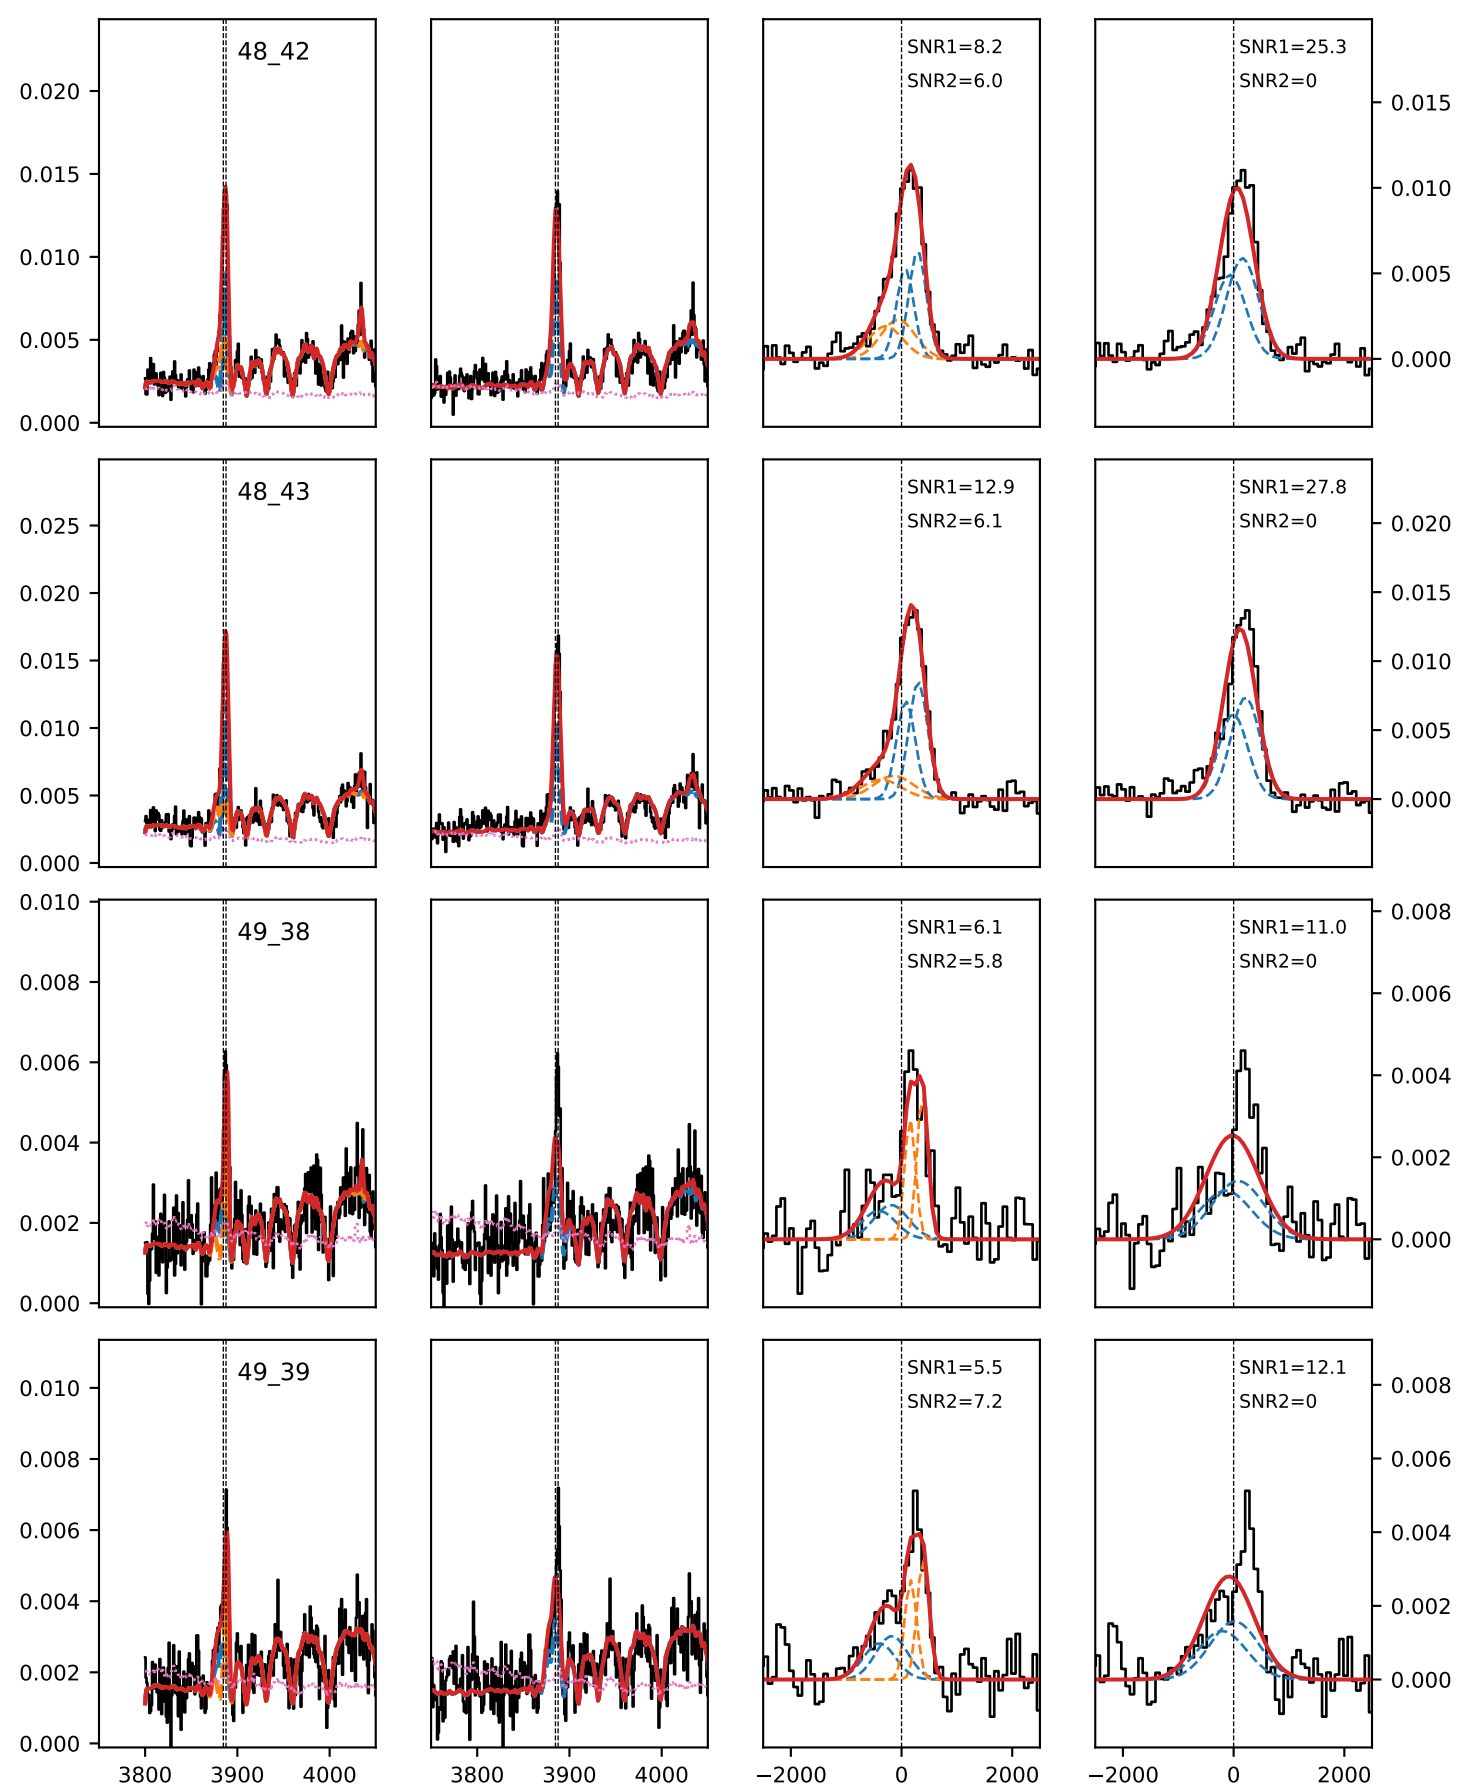 48_42
SNR1=8.2
SNR2=6.0
SNR1=25.3
SNR2=0
0.020
0.015
0.010
0.005
0.000
0.015
0.010
0.005
0.000
48_43
SNR1=12.9
SNR2=6.1
SNR1=27.8
SNR2=0
0.025
0.020
0.015
0.010
0.005
0.000
0.020
0.015
0.010
0.005
0.000
49_38
SNR1=6.1
SNR2=5.8
SNR1=11.0
SNR2=0
0.010
0.008
0.006
0.004
0.002
0.000
0.008
0.006
0.004
0.002
0.000
49_39
SNR1=5.5
SNR2=7.2
SNR1=12.1
SNR2=0
0.010
0.008
0.006
0.004
0.002
0.000
0.008
0.006
0.004
0.002
0.000
3800 3900 4000
3800 3900 4000
−2000 0 2000
−2000 0 2000